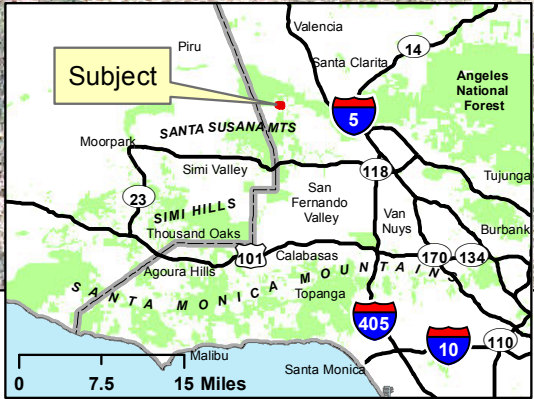 Valencia
Piru
14
Santa Clarita
Subject
Angeles
National
Forest
5
SANTA SUSANA MTS
Moorpark
Simi Valley
118
Tujunga
23
San
Fernando
Valley
SIMI HILLS
Van
Nuys
Thousand Oaks
Burbank
101
Calabasas
170
134
Agoura Hills
SANTA MONICA MOUNTAINS
Topanga
405
10
110
Malibu
Santa Monica
0 7.5 15 Miles